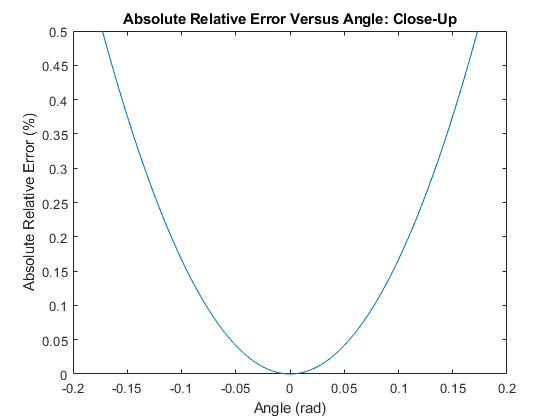 Absolute Relative Error Versus Angle: Close-Up
0.5
0.45
0.4
0.35
0.3
0.25
0.2
0.15
0.1
0.05
0
Absolute Relative Error (%)
-0.2 -0.15 -0.1 -0.05 0 0.05 0.1 0.15 0.2
Angle (rad)